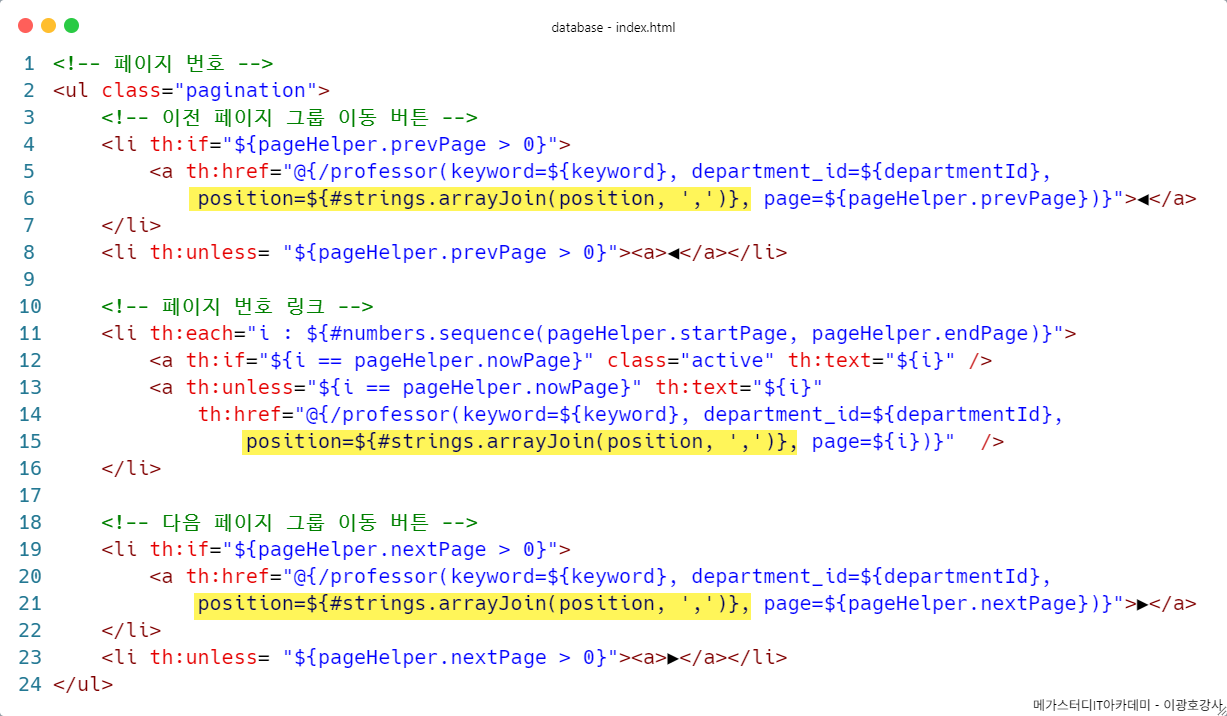 database - index.html
1 <!-- 페이지 번호 -->
2 <ul class="pagination">
3     <!-- 이전 페이지 그룹 이동 버튼 -->
4     <li th:if="${pageHelper.prevPage > 0}">
5         <a th:href="@{/professor(keyword=${keyword}, department_id=${departmentId},
6             position=${#strings.arrayJoin(position, ',')}, page=${pageHelper.prevPage})}">◀</a>
7     </li>
8     <li th:unless= "${pageHelper.prevPage > 0}"><a>◀</a></li>
9
10     <!-- 페이지 번호 링크 -->
11     <li th:each="i : ${#numbers.sequence(pageHelper.startPage, pageHelper.endPage)}">
12         <a th:if="${i == pageHelper.nowPage}" class="active" th:text="${i}" />
13         <a th:unless="${i == pageHelper.nowPage}" th:text="${i}"
14             th:href="@{/professor(keyword=${keyword}, department_id=${departmentId},
15                 position=${#strings.arrayJoin(position, ',')}, page=${i})}"  />
16     </li>
17
18     <!-- 다음 페이지 그룹 이동 버튼 -->
19     <li th:if="${pageHelper.nextPage > 0}">
20         <a th:href="@{/professor(keyword=${keyword}, department_id=${departmentId},
21             position=${#strings.arrayJoin(position, ',')}, page=${pageHelper.nextPage})}">▶</a>
22     </li>
23     <li th:unless= "${pageHelper.nextPage > 0}"><a>▶</a></li>
24 </ul>
메가스터디IT아카데미 - 이광호강사